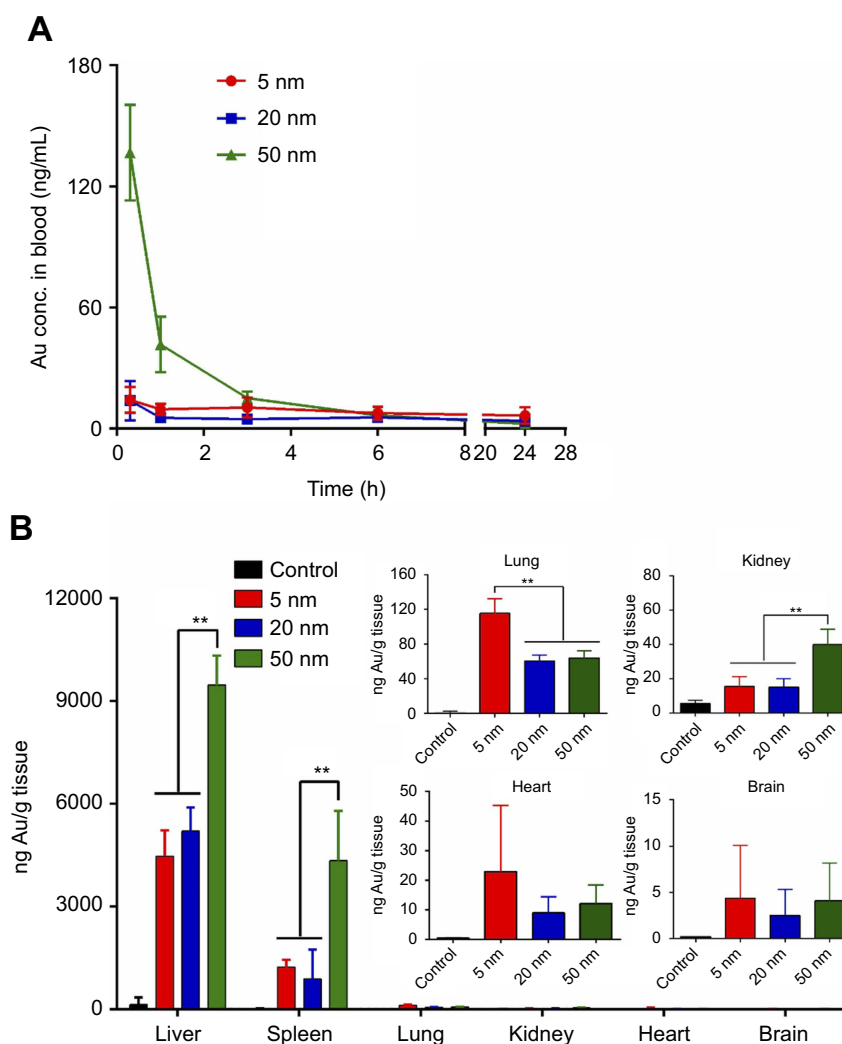 A
180
120
60
0
Au conc. in blood (ng/mL)
5 nm
20 nm
50 nm
0 2 4 6 8 20 24 28
Time (h)
B
Control
5 nm
20 nm
50 nm
12000
9000
6000
3000
0
ng Au/g tissue
**
**
Liver Spleen Lung Kidney Heart Brain
Lung
160
120
80
40
0
ng Au/g tissue
**
Control 5 nm 20 nm 50 nm
Kidney
80
60
40
20
0
ng Au/g tissue
**
Control 5 nm 20 nm 50 nm
Heart
50
40
30
20
10
0
ng Au/g tissue
Control 5 nm 20 nm 50 nm
Brain
15
10
5
0
ng Au/g tissue
Control 5 nm 20 nm 50 nm